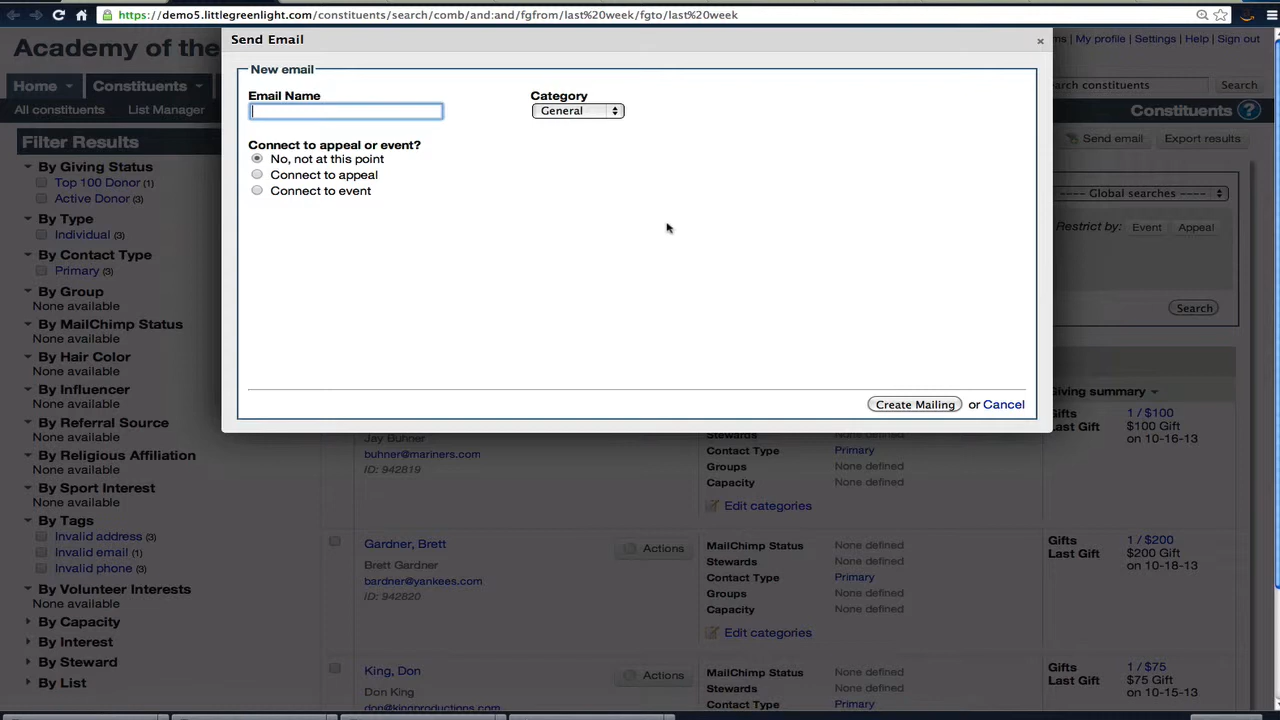 https://demo5.littlegreenlight.com/constituents/search/comb/and:and/fgfrom/last%20week/fgto/last%20week
Academy of the
Send Email
×
ms | My profile | Settings | Help | Sign out
Home
Constituents
constituents
Search
All constituents
List Manager
Constituents ?
Send email
Export results
New email
Email Name
Category
General
Connect to appeal or event?
No, not at this point
Connect to appeal
Connect to event
Create Mailing or Cancel
Filter Results
By Giving Status
Top 100 Donor (1)
Active Donor (3)
By Type
Individual (3)
By Contact Type
Primary (3)
By Group
None available
By MailChimp Status
None available
By Hair Color
None available
By Influencer
None available
By Referral Source
None available
By Religious Affiliation
None available
By Sport Interest
None available
By Tags
Invalid address (3)
Invalid email (1)
Invalid phone (3)
By Volunteer Interests
None available
By Capacity
By Interest
By Steward
By List
---- Global searches ----
Restrict by: Event Appeal
Search
Giving summary
Jay Buhner
buhner@mariners.com
ID: 942819
Stewards None defined
Contact Type Primary
Groups None defined
Capacity None defined
Edit categories
Gifts 1 / $100
Last Gift $100 Gift
on 10-16-13
Gardner, Brett
Actions
Brett Gardner
bardner@yankees.com
ID: 942820
MailChimp Status None defined
Stewards None defined
Contact Type Primary
Groups None defined
Capacity None defined
Edit categories
Gifts 1 / $200
Last Gift $200 Gift
on 10-18-13
King, Don
Actions
Don King
don@kingproductions.com
MailChimp Status None defined
Stewards None defined
Contact Type Primary
Gifts 1 / $75
Last Gift $75 Gift
on 10-15-13